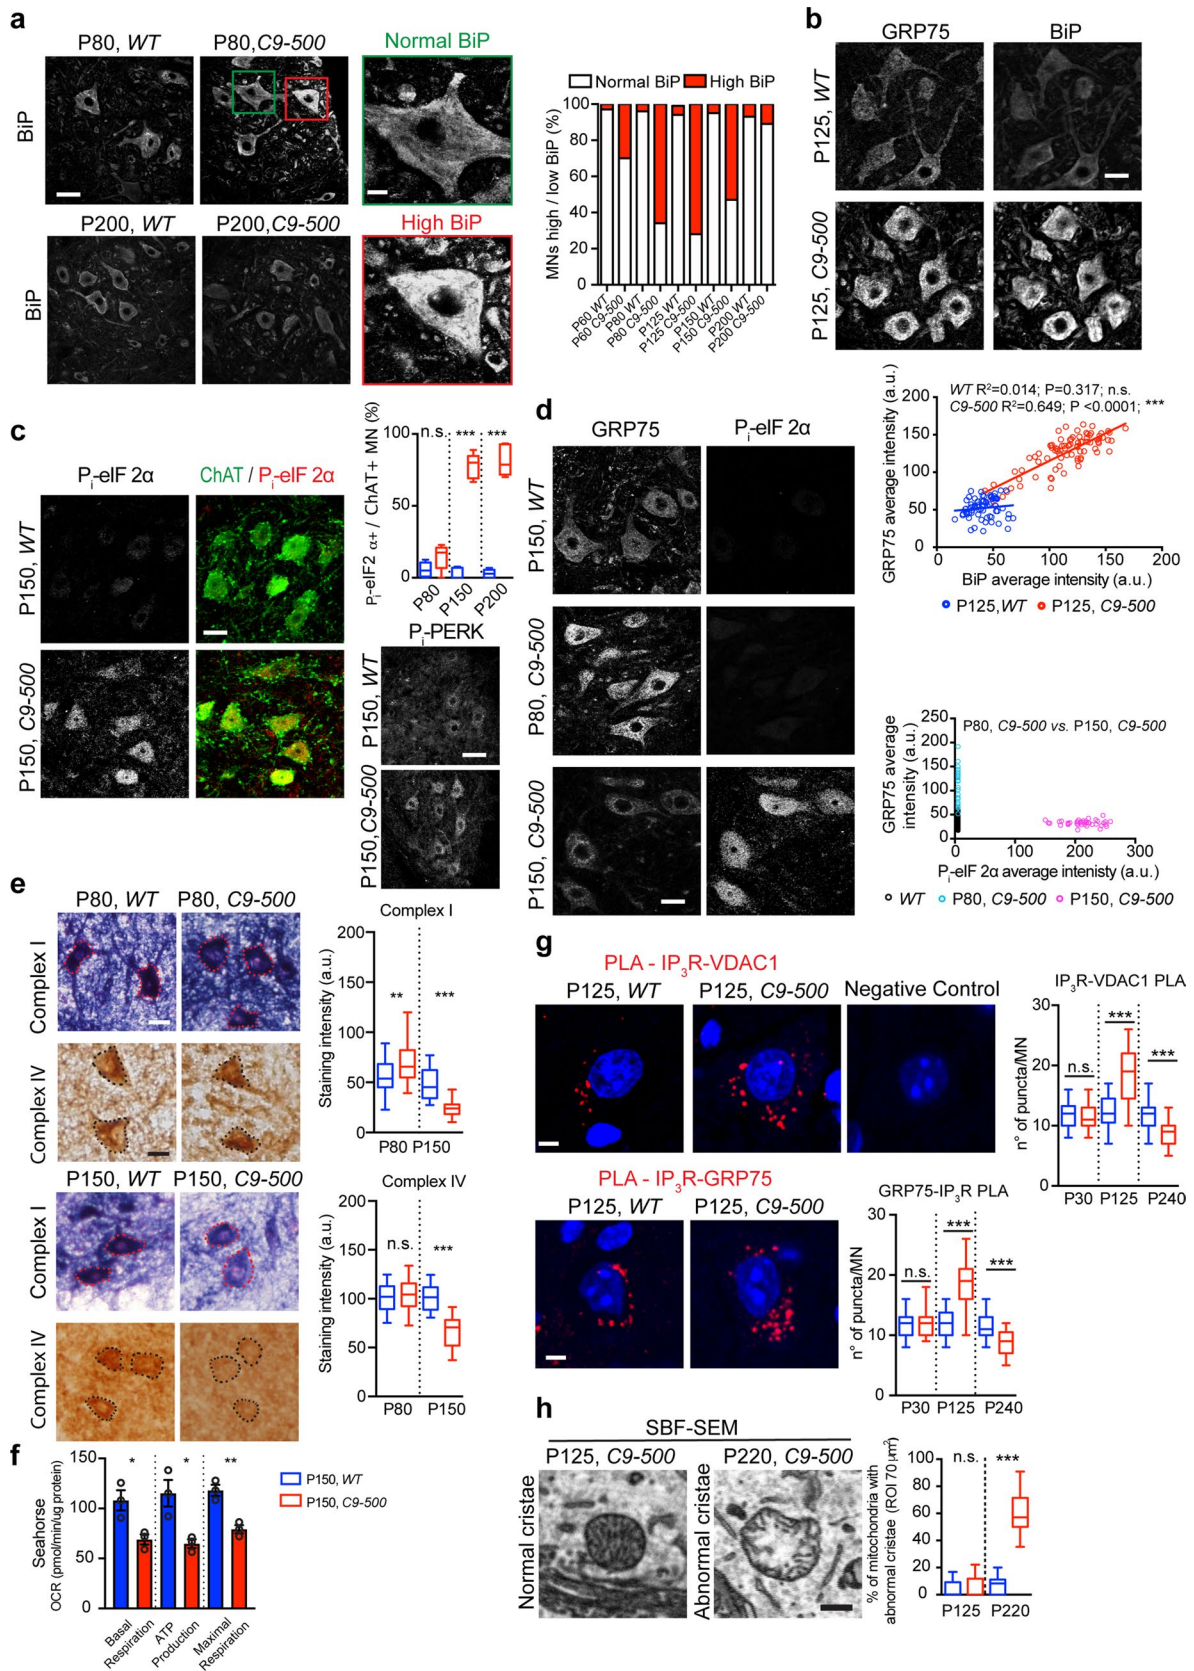 a
P80, WT
P80,C9-500
Normal BiP
BiP
P200, WT
P200,C9-500
High BiP
BiP
Normal BiP
High BiP
MNs high / low BiP (%)
100
80
60
40
20
0
P60 WT
P60 C9-500
P80 WT
P80 C9-500
P125 WT
P125 C9-500
P150 WT
P150 C9-500
P200 WT
P200 C9-500
b
GRP75
BiP
P125, WT
P125, C9-500
WT R²=0.014; P=0.317; n.s.
C9-500 R²=0.649; P <0.0001; ***
GRP75 average intensity (a.u.)
200
150
100
50
0
0 50 100 150 200
BiP average intensity (a.u.)
P125,WT
P125, C9-500
c
Pi-eIF 2α
ChAT / Pi-eIF 2α
P150, WT
P150, C9-500
Pi-eIF2 α+ / ChAT+ MN (%)
100
50
0
n.s. *** ***
P80
P150
P200
Pi-PERK
P150, WT
P150,C9-500
d
GRP75
Pi-eIF 2α
P150, WT
P80, C9-500
P150, C9-500
P80, C9-500 vs. P150, C9-500
GRP75 average
intensity (a.u.)
250
200
150
100
50
0
0 100 200 300
Pi-eIF 2α average intenisty (a.u.)
WT
P80, C9-500
P150, C9-500
e
P80, WT
P80, C9-500
Complex I
Complex IV
P150, WT
P150, C9-500
Complex I
Complex IV
Complex I
Staining intensity (a.u.)
200
150
100
50
0
** ***
P80 P150
Complex IV
Staining intensity (a.u.)
200
150
100
50
0
n.s. ***
P80 P150
f
Seahorse
OCR (pmol/min/ug protein)
150
100
50
0
* * **
Basal
Respiration
ATP
Production
Maximal
Respiration
P150, WT
P150, C9-500
g
PLA - IP3R-VDAC1
P125, WT
P125, C9-500
Negative Control
IP3R-VDAC1 PLA
n° of puncta/MN
30
20
10
0
n.s. *** ***
P30 P125 P240
PLA - IP3R-GRP75
P125, WT
P125, C9-500
GRP75-IP3R PLA
n° of puncta/MN
30
20
10
0
n.s. *** ***
P30 P125 P240
h
SBF-SEM
P125, C9-500
P220, C9-500
Normal cristae
Abnormal cristae
% of mitochondria with
abnormal cristae (ROI 70 µm²)
100
80
60
40
20
0
n.s. ***
P125 P220